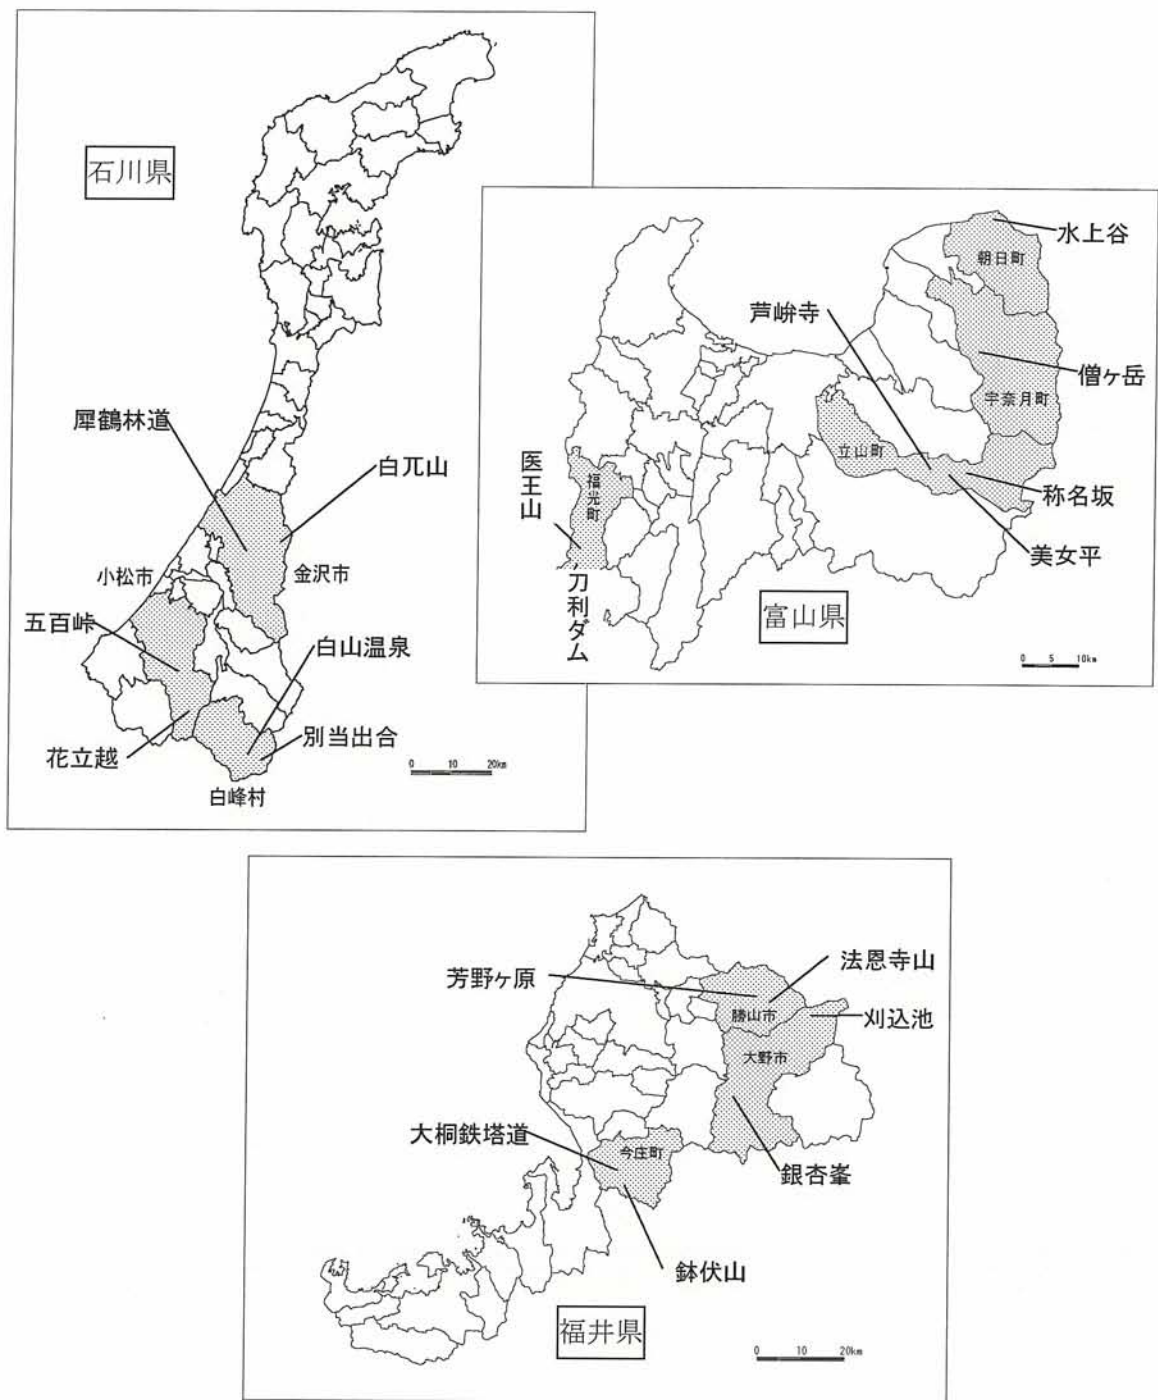 石川県
犀鶴林道
白兀山
小松市
金沢市
五百峠
白山温泉
花立越
別当出合
白峰村
0 10 20km
水上谷
朝日町
芦峅寺
僧ヶ岳
宇奈月町
医王山
福光町
立山町
称名坂
美女平
刀利ダム
富山県
0 5 10km
芳野ヶ原
法恩寺山
勝山市
刈込池
大野市
大桐鉄塔道
今庄町
銀杏峯
鉢伏山
福井県
0 10 20km